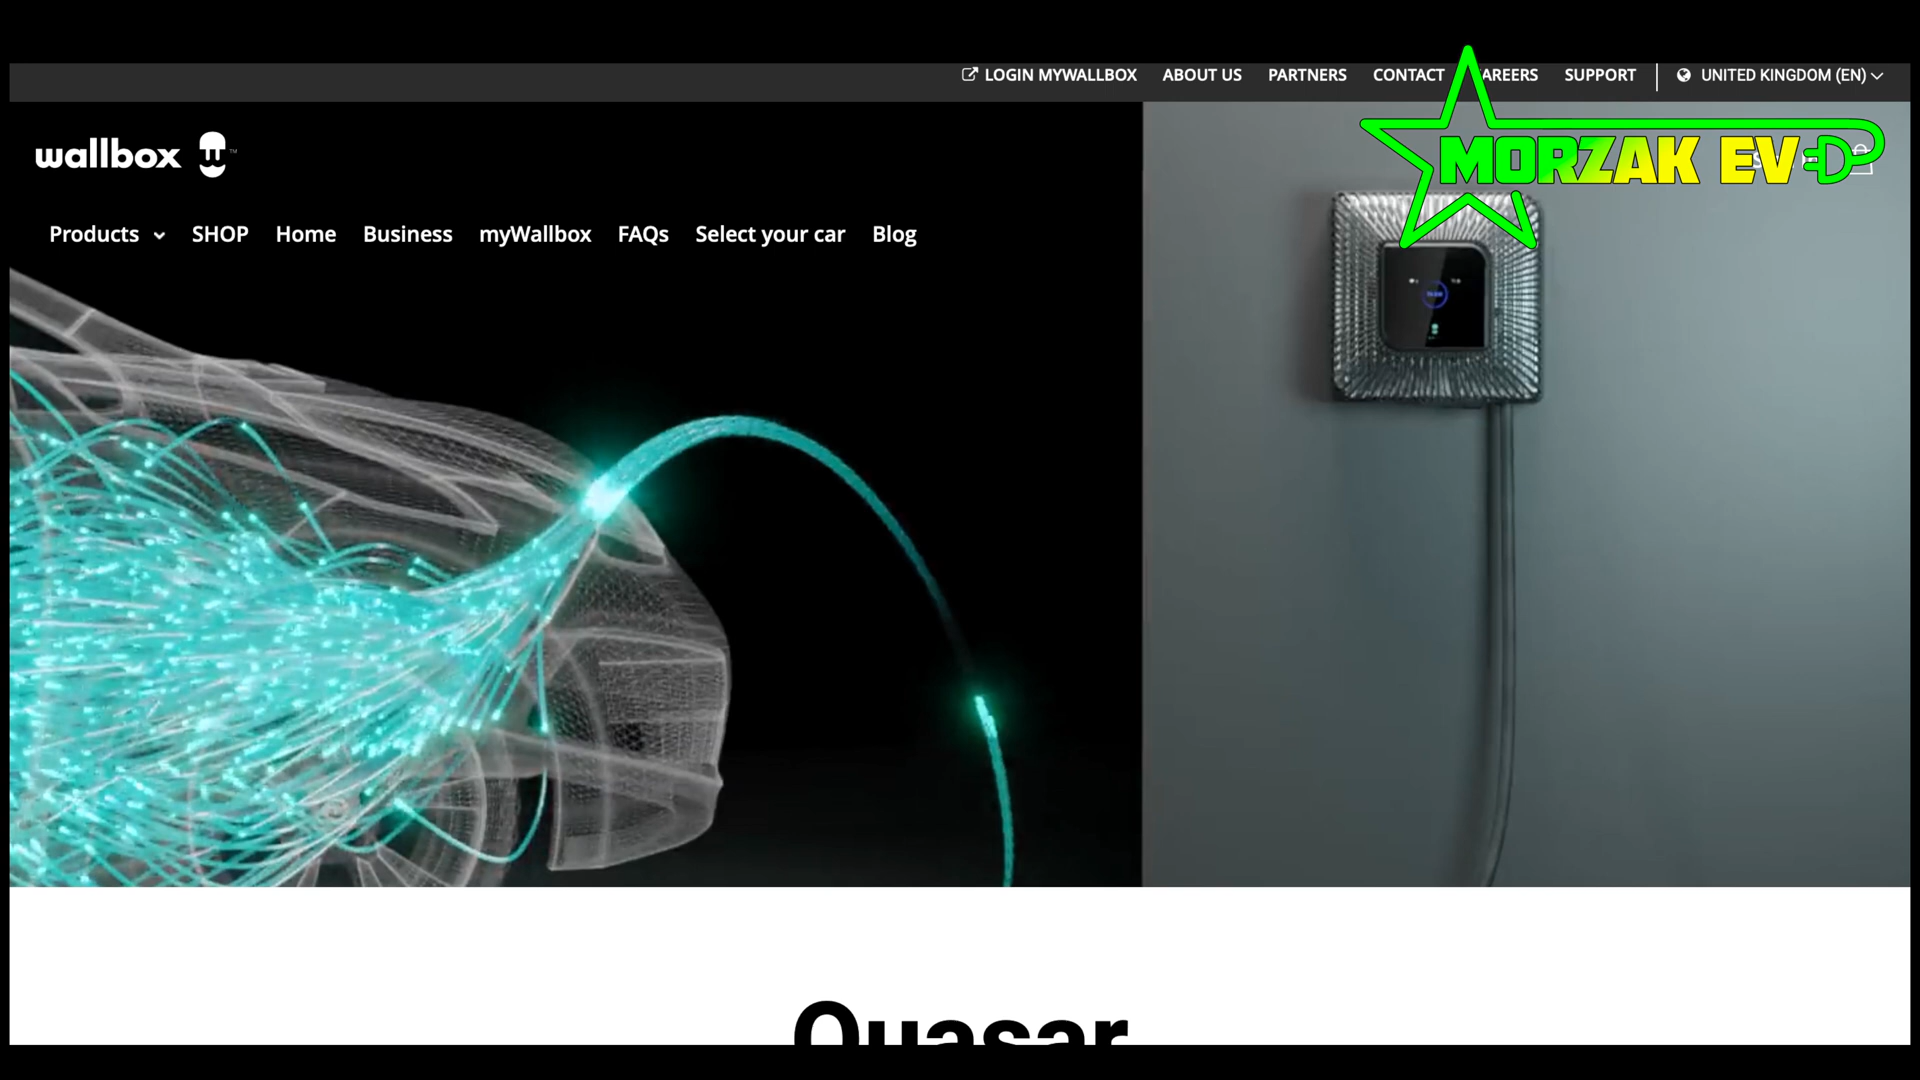 LOGIN MYWALLBOX ABOUT US PARTNERS CONTACT AREERS SUPPORT UNITED KINGDOM (EN)
wallbox ™
MORZAK EV
Products SHOP Home Business myWallbox FAQs Select your car Blog
Quasar